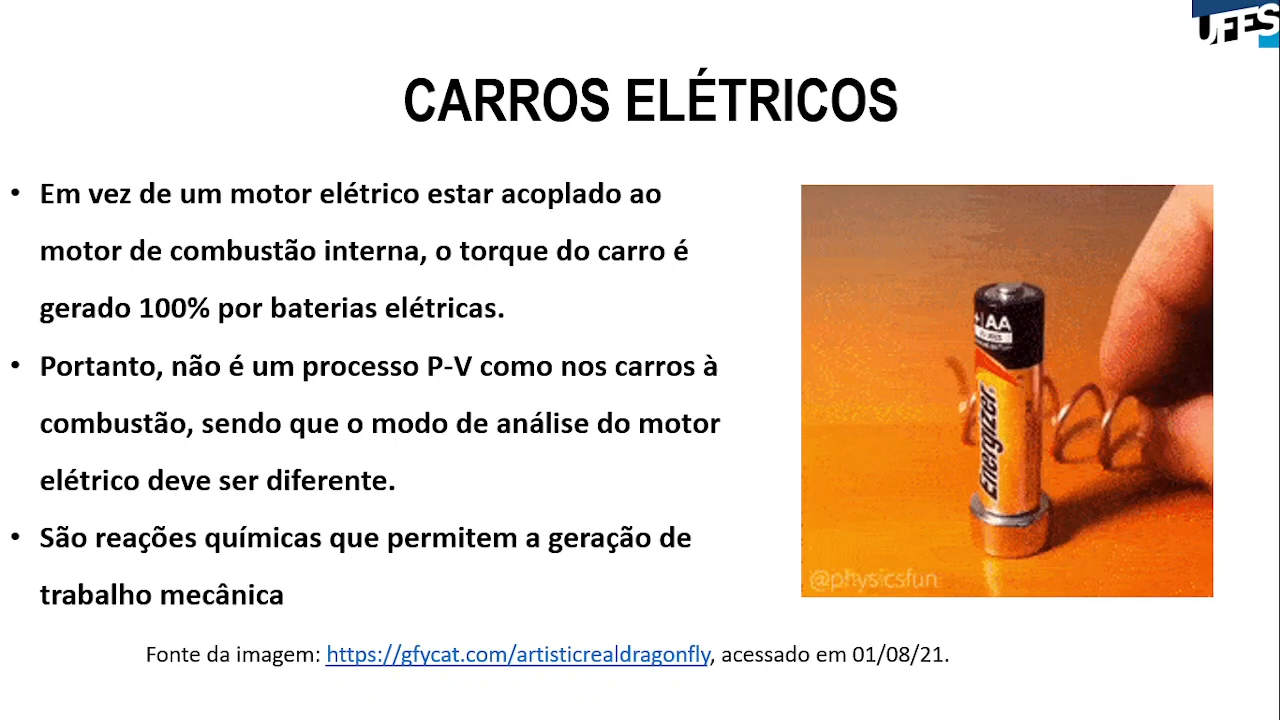 UFES
CARROS ELÉTRICOS
• Em vez de um motor elétrico estar acoplado ao
motor de combustão interna, o torque do carro é
gerado 100% por baterias elétricas.
• Portanto, não é um processo P-V como nos carros à
combustão, sendo que o modo de análise do motor
elétrico deve ser diferente.
• São reações químicas que permitem a geração de
trabalho mecânica
+ AA
Energizer
@physicsfun
Fonte da imagem: https://gfycat.com/artisticrealdragonfly, acessado em 01/08/21.